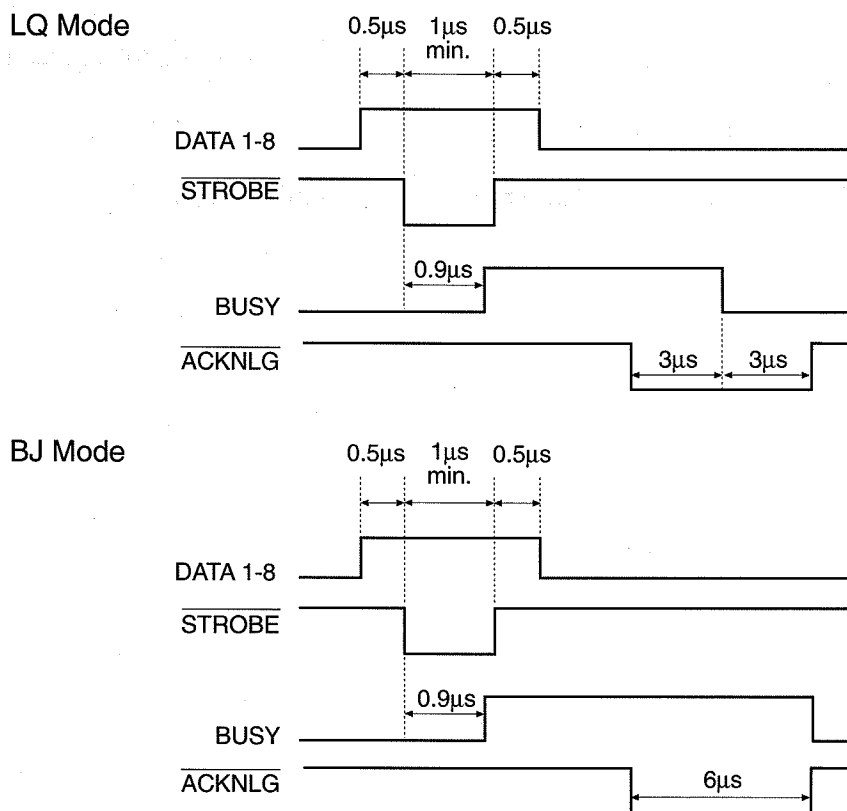 LQ Mode
0.5µs 1µs 0.5µs
min.
DATA 1-8
STROBE
0.9µs
BUSY
ACKNLG
3µs 3µs
BJ Mode
0.5µs 1µs 0.5µs
min.
DATA 1-8
STROBE
0.9µs
BUSY
ACKNLG
6µs